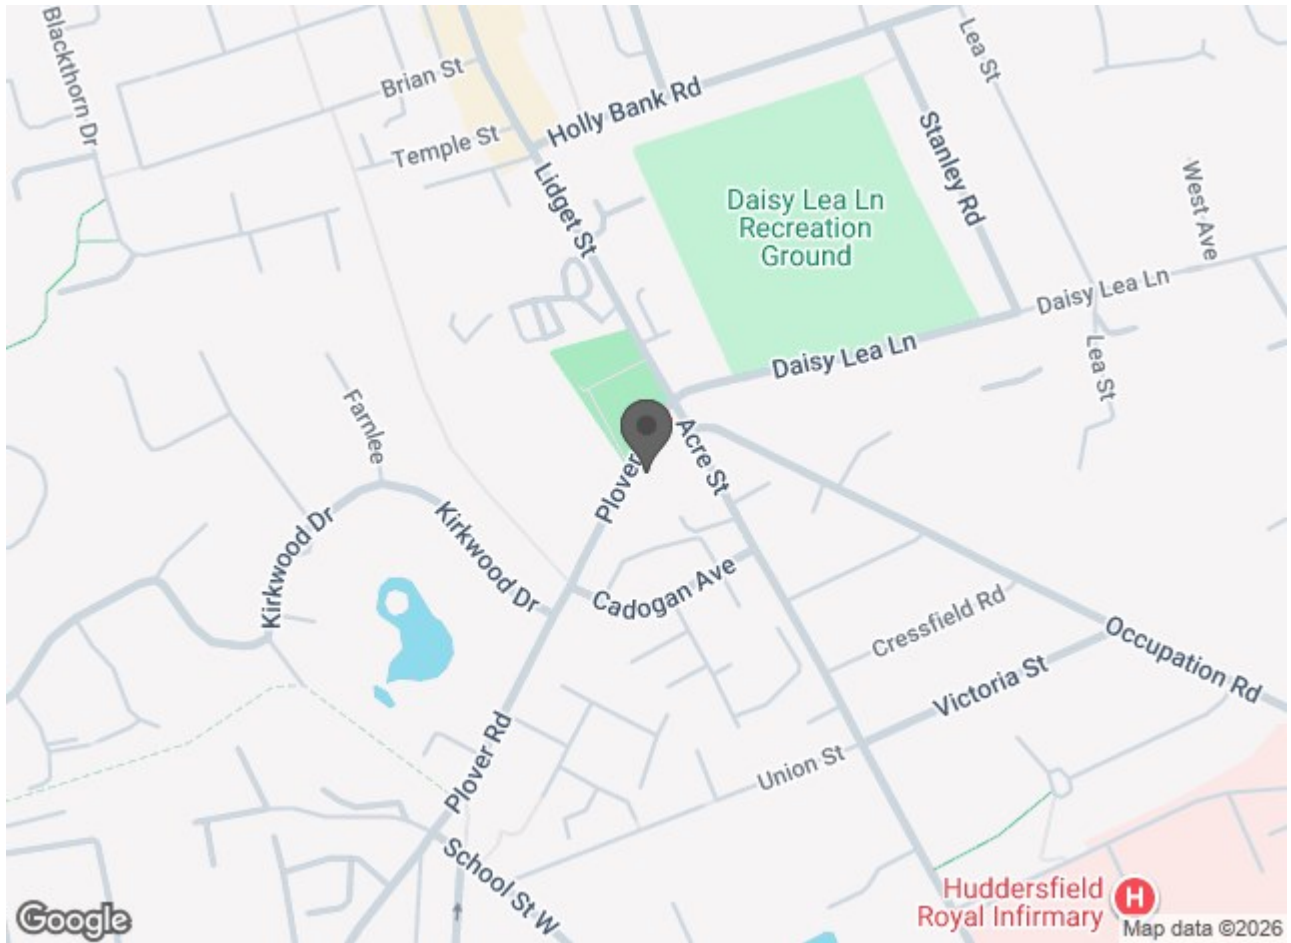 Blackthorn Dr
Brian St
Temple St
Holly Bank Rd
Lea St
Stanley Rd
Lidget St
West Ave
Daisy Lea Ln
Recreation
Ground
Daisy Lea Ln
Daisy Lea Ln
Lea St
Farnlee
Acre St
Plover
Kirkwood Dr
Kirkwood Dr
Cadogan Ave
Cressfield Rd
Occupation Rd
Victoria St
Plover Rd
Union St
School St W
Huddersfield
Royal Infirmary
H
Google
Map data ©2026